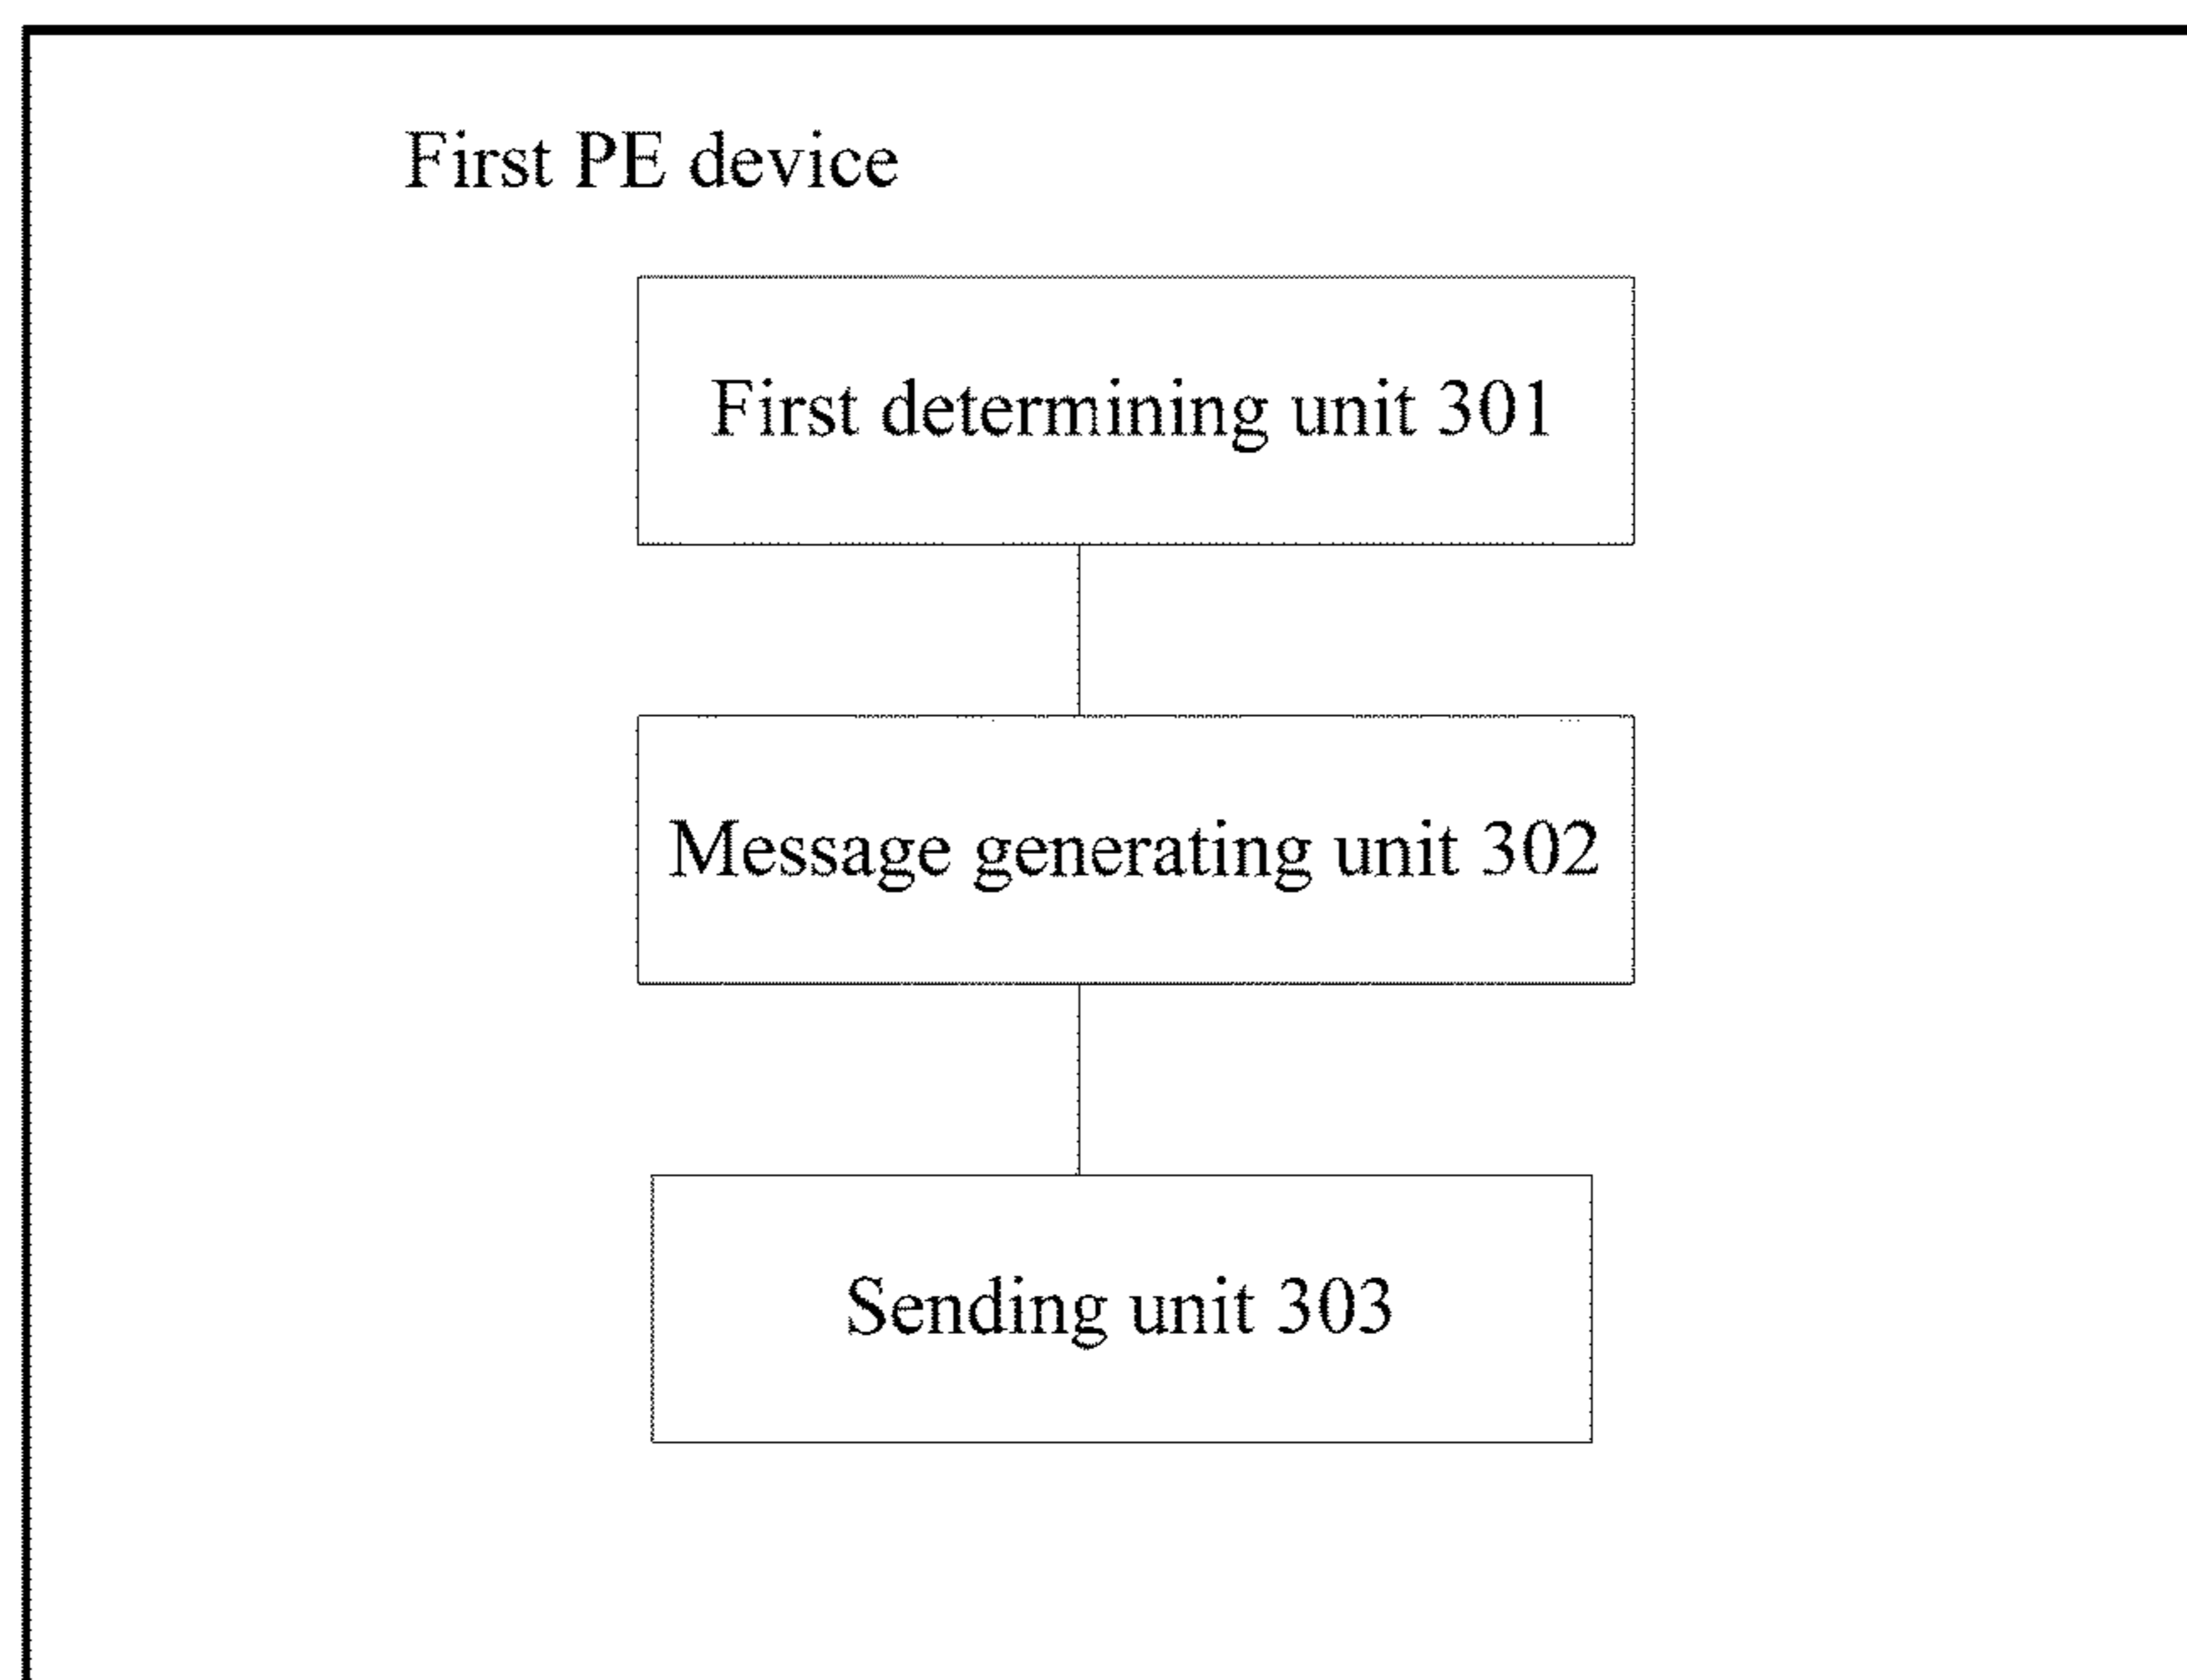 First PE device
First determining unit 301
Message generating unit 302
Sending unit 303